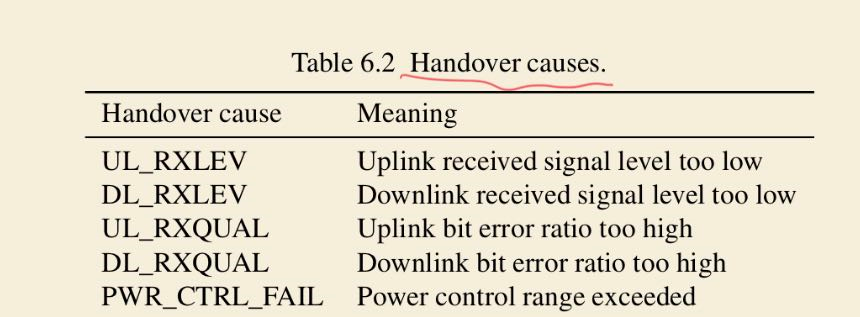 Table 6.2 Handover causes.
Handover cause Meaning
UL_RXLEV Uplink received signal level too low
DL_RXLEV Downlink received signal level too low
UL_RXQUAL Uplink bit error ratio too high
DL_RXQUAL Downlink bit error ratio too high
PWR_CTRL_FAIL Power control range exceeded